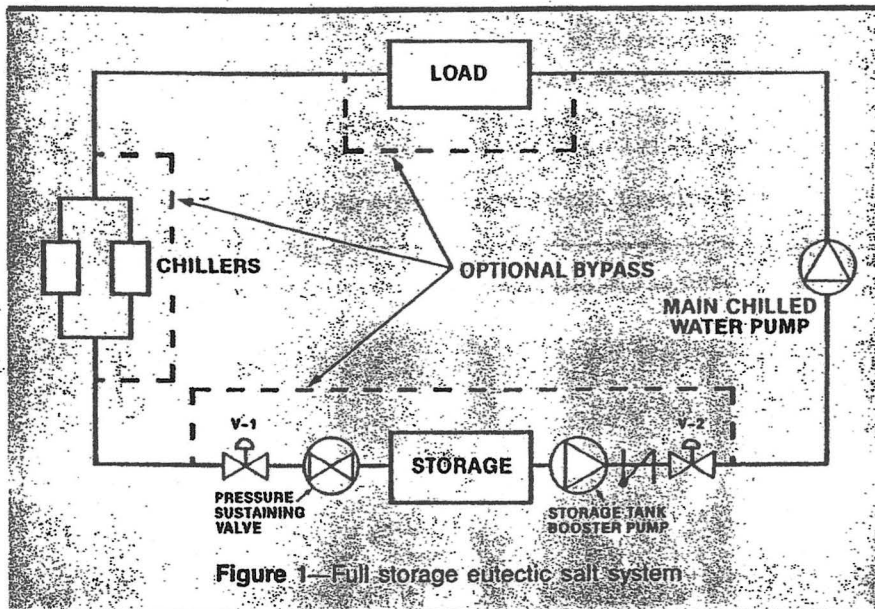 LOAD
CHILLERS
OPTIONAL BYPASS
MAIN CHILLED
WATER PUMP
V-1
V-2
STORAGE
PRESSURE
SUSTAINING
VALVE
STORAGE TANK
BOOSTER PUMP
Figure 1—Full storage eutectic salt system